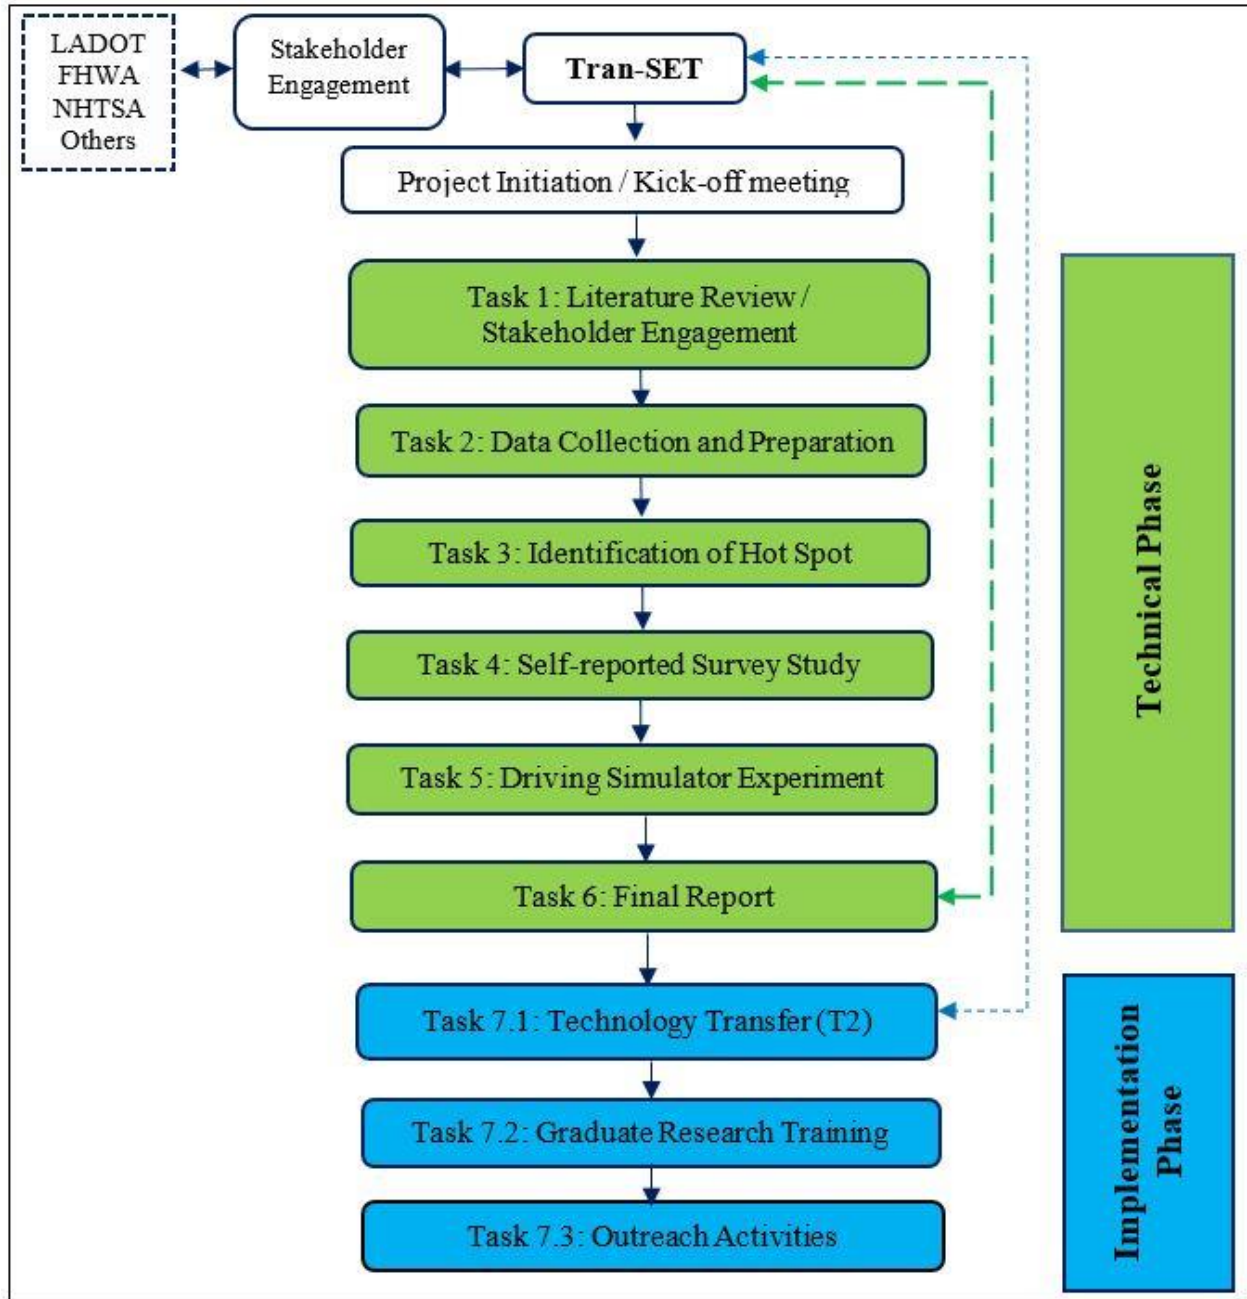 LADOT
FHWA
NHTSA
Others
Stakeholder
Engagement
Tran-SET
Project Initiation / Kick-off meeting
Task 1: Literature Review /
Stakeholder Engagement
Task 2: Data Collection and Preparation
Task 3: Identification of Hot Spot
Task 4: Self-reported Survey Study
Task 5: Driving Simulator Experiment
Task 6: Final Report
Technical Phase
Task 7.1: Technology Transfer (T2)
Task 7.2: Graduate Research Training
Task 7.3: Outreach Activities
Implementation
Phase